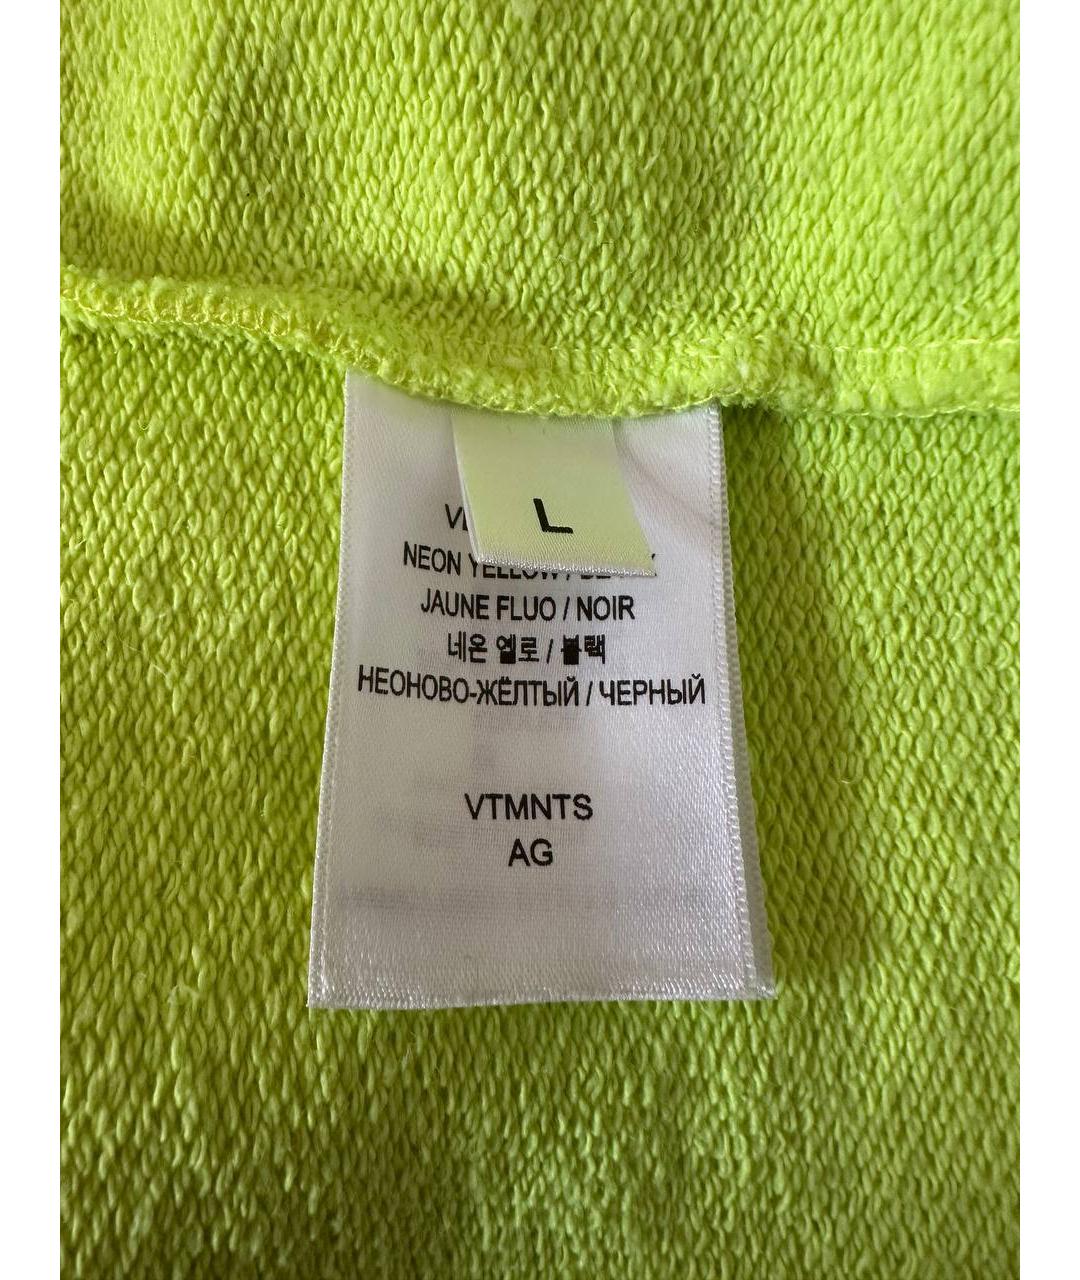 L
NEON YELLOW /
JAUNE FLUO / NOIR
네온 옐로 / 블랙
НЕОНОВО-ЖЁЛТЫЙ / ЧЕРНЫЙ
VTMNTS
AG